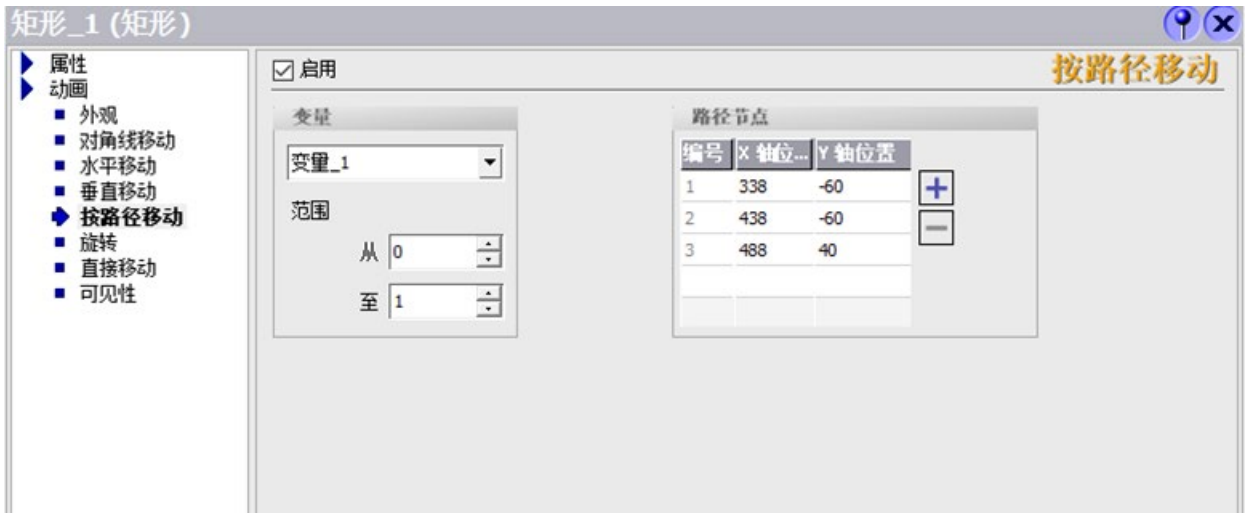 矩形_1 (矩形)
属性
动画
外观
对角线移动
水平移动
垂直移动
按路径移动
旋转
直接移动
可见性
启用
按路径移动
变量
变量_1
范围
从 0
至 1
路径节点
编号 X 轴位... Y 轴位置
1 338 -60
2 438 -60
3 488 40